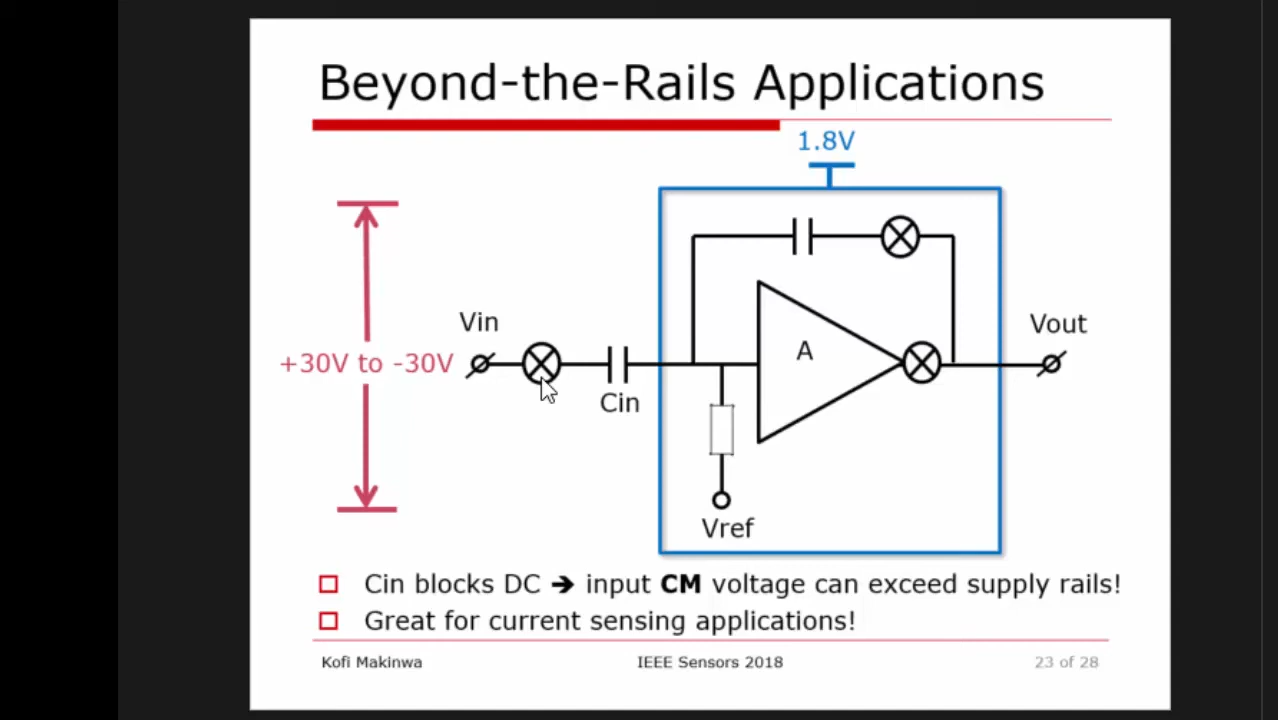 Beyond-the-Rails Applications
1.8V
Vin
Vout
A
+30V to -30V
Cin
Vref
Cin blocks DC ➔ input CM voltage can exceed supply rails!
Great for current sensing applications!
Kofi Makinwa IEEE Sensors 2018 23 of 28